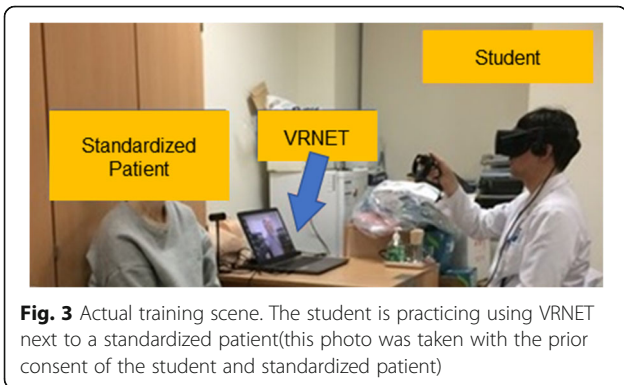 Student
VRNET
Standardized
Patient
Fig. 3 Actual training scene. The student is practicing using VRNET
next to a standardized patient(this photo was taken with the prior
consent of the student and standardized patient)